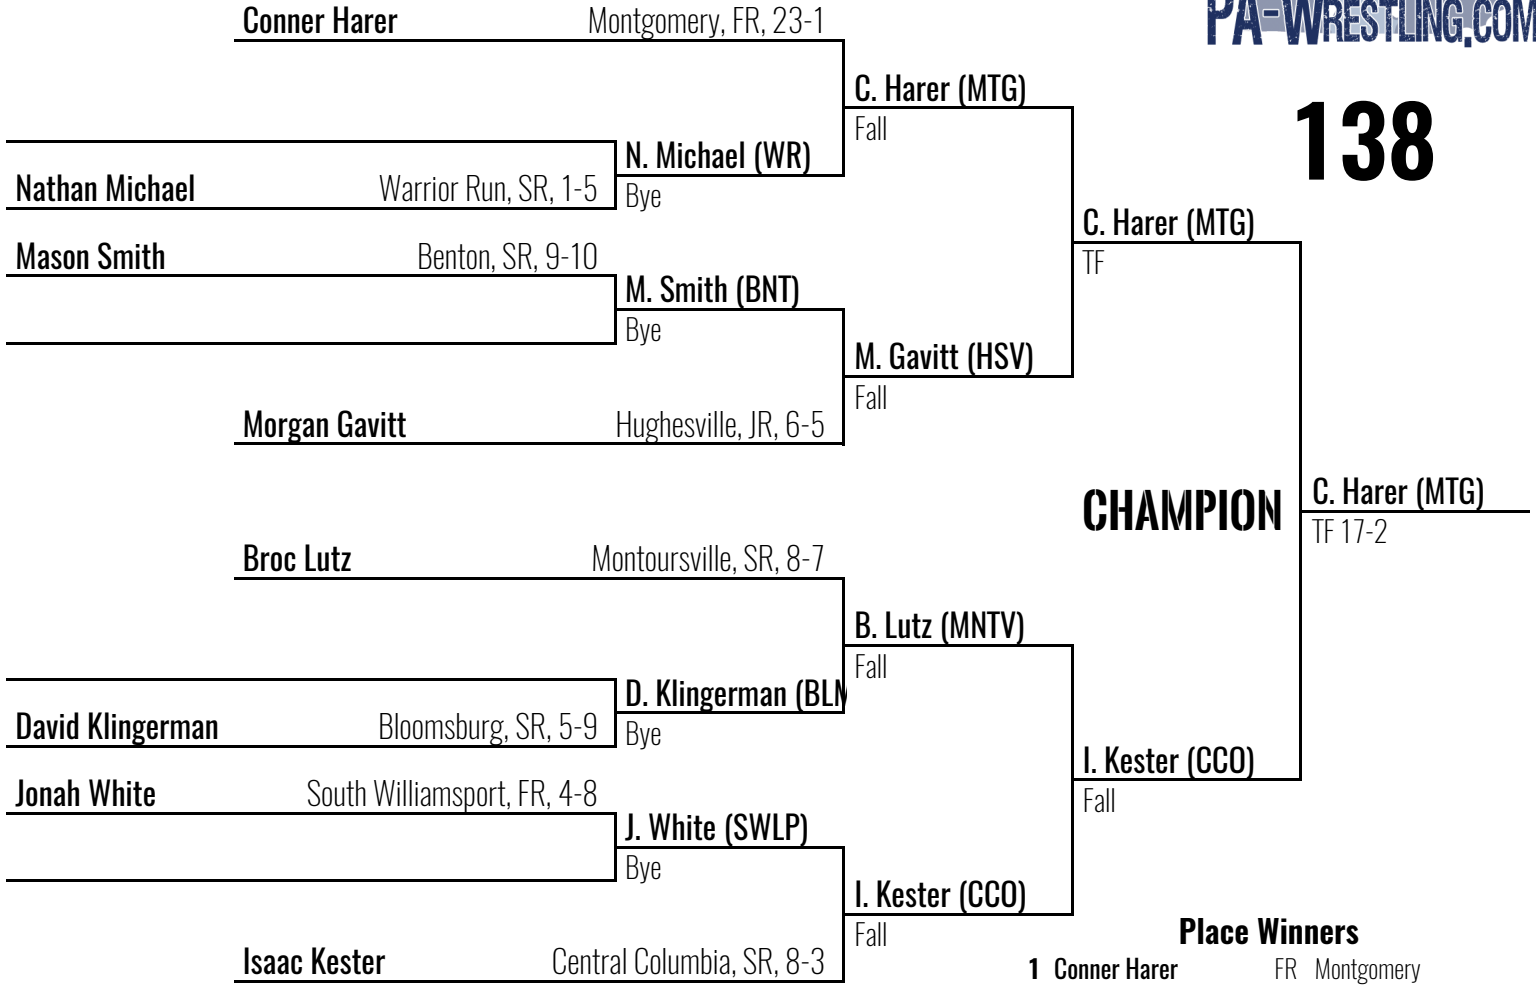 Conner Harer Montgomery, FR, 23-1
PA-WRESTLING.COM
C. Harer (MTG)
Fall
138
N. Michael (WR)
Nathan Michael Warrior Run, SR, 1-5
Bye
C. Harer (MTG)
TF
Mason Smith Benton, SR, 9-10
M. Smith (BNT)
Bye
M. Gavitt (HSV)
Fall
Morgan Gavitt Hughesville, JR, 6-5
CHAMPION
C. Harer (MTG)
TF 17-2
Broc Lutz Montoursville, SR, 8-7
B. Lutz (MNTV)
Fall
D. Klingerman (BLM
David Klingerman Bloomsburg, SR, 5-9
Bye
I. Kester (CCO)
Fall
Jonah White South Williamsport, FR, 4-8
J. White (SWLP)
Bye
I. Kester (CCO)
Fall
Isaac Kester Central Columbia, SR, 8-3
Place Winners
1 Conner Harer FR Montgomery